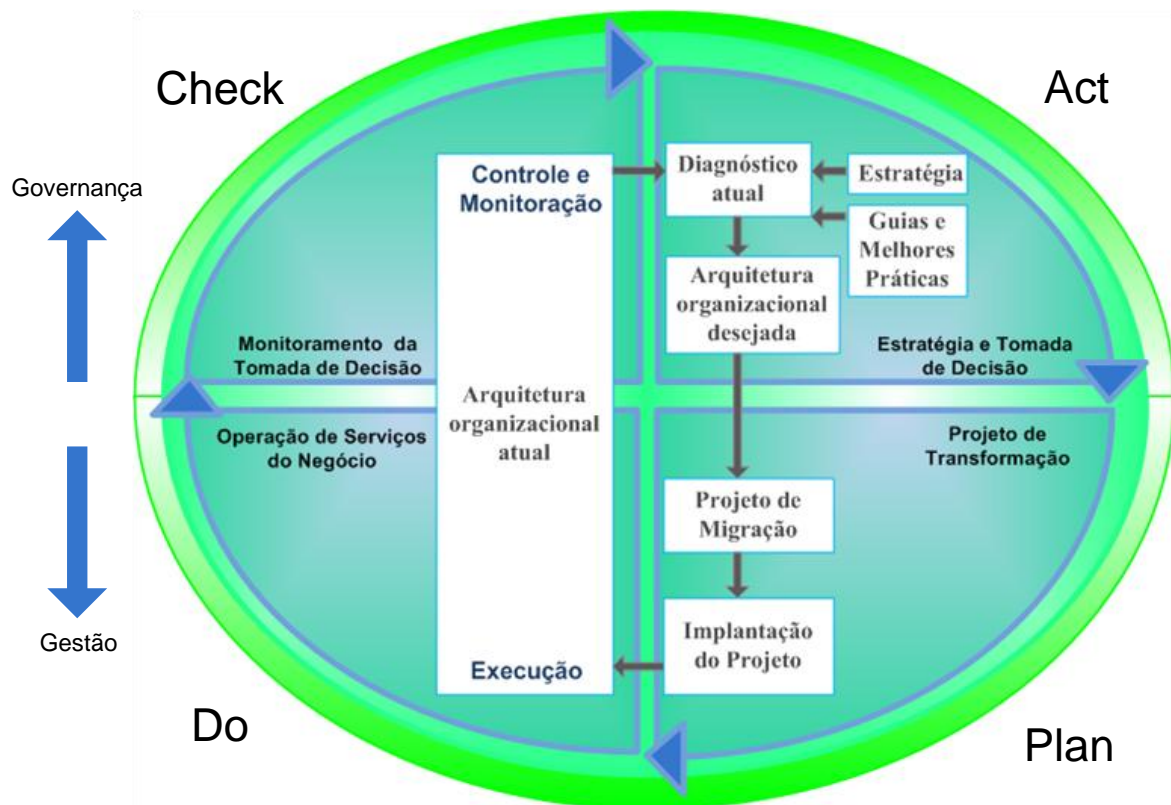 Check
Act
Governança
Controle e
Monitoração
Diagnóstico
atual
Estratégia
Guias e
Melhores
Práticas
Arquitetura
organizacional
desejada
Monitoramento da
Tomada de Decisão
Estratégia e Tomada
de Decisão
Arquitetura
organizacional
atual
Operação de Serviços
do Negócio
Projeto de
Transformação
Projeto de
Migração
Gestão
Implantação
do Projeto
Execução
Do
Plan